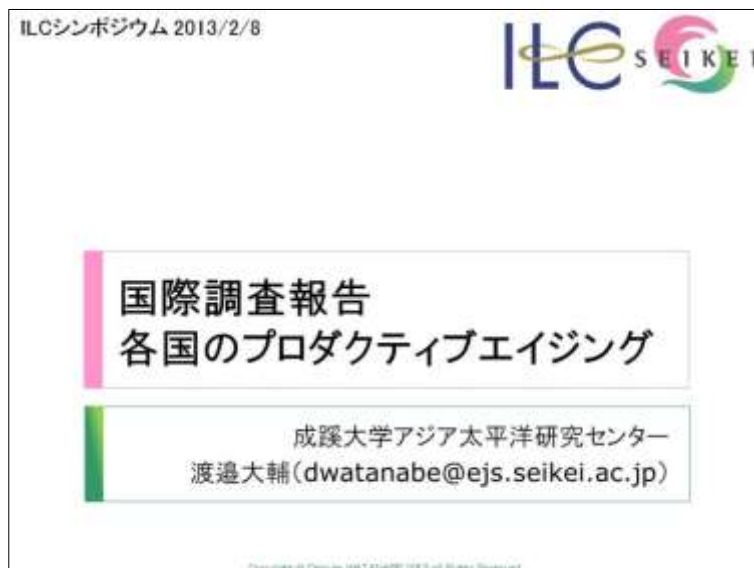 ILCシンポジウム 2013/2/8
ILC SEIKEI
国際調査報告
各国のプロダクティブエイジング
成蹊大学アジア太平洋研究センター
渡邉大輔(dwatanabe@ejs.seikei.ac.jp)